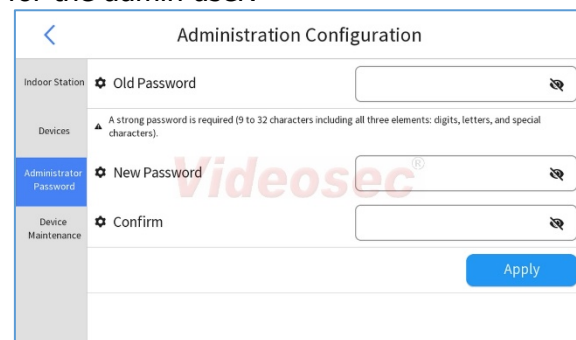 for the admin user.
Administration Configuration
Indoor Station
Old Password
A strong password is required (9 to 32 characters including all three elements: digits, letters, and special
characters).
Devices
Administrator
Password
New Password
Videosec®
Device
Maintenance
Confirm
Apply